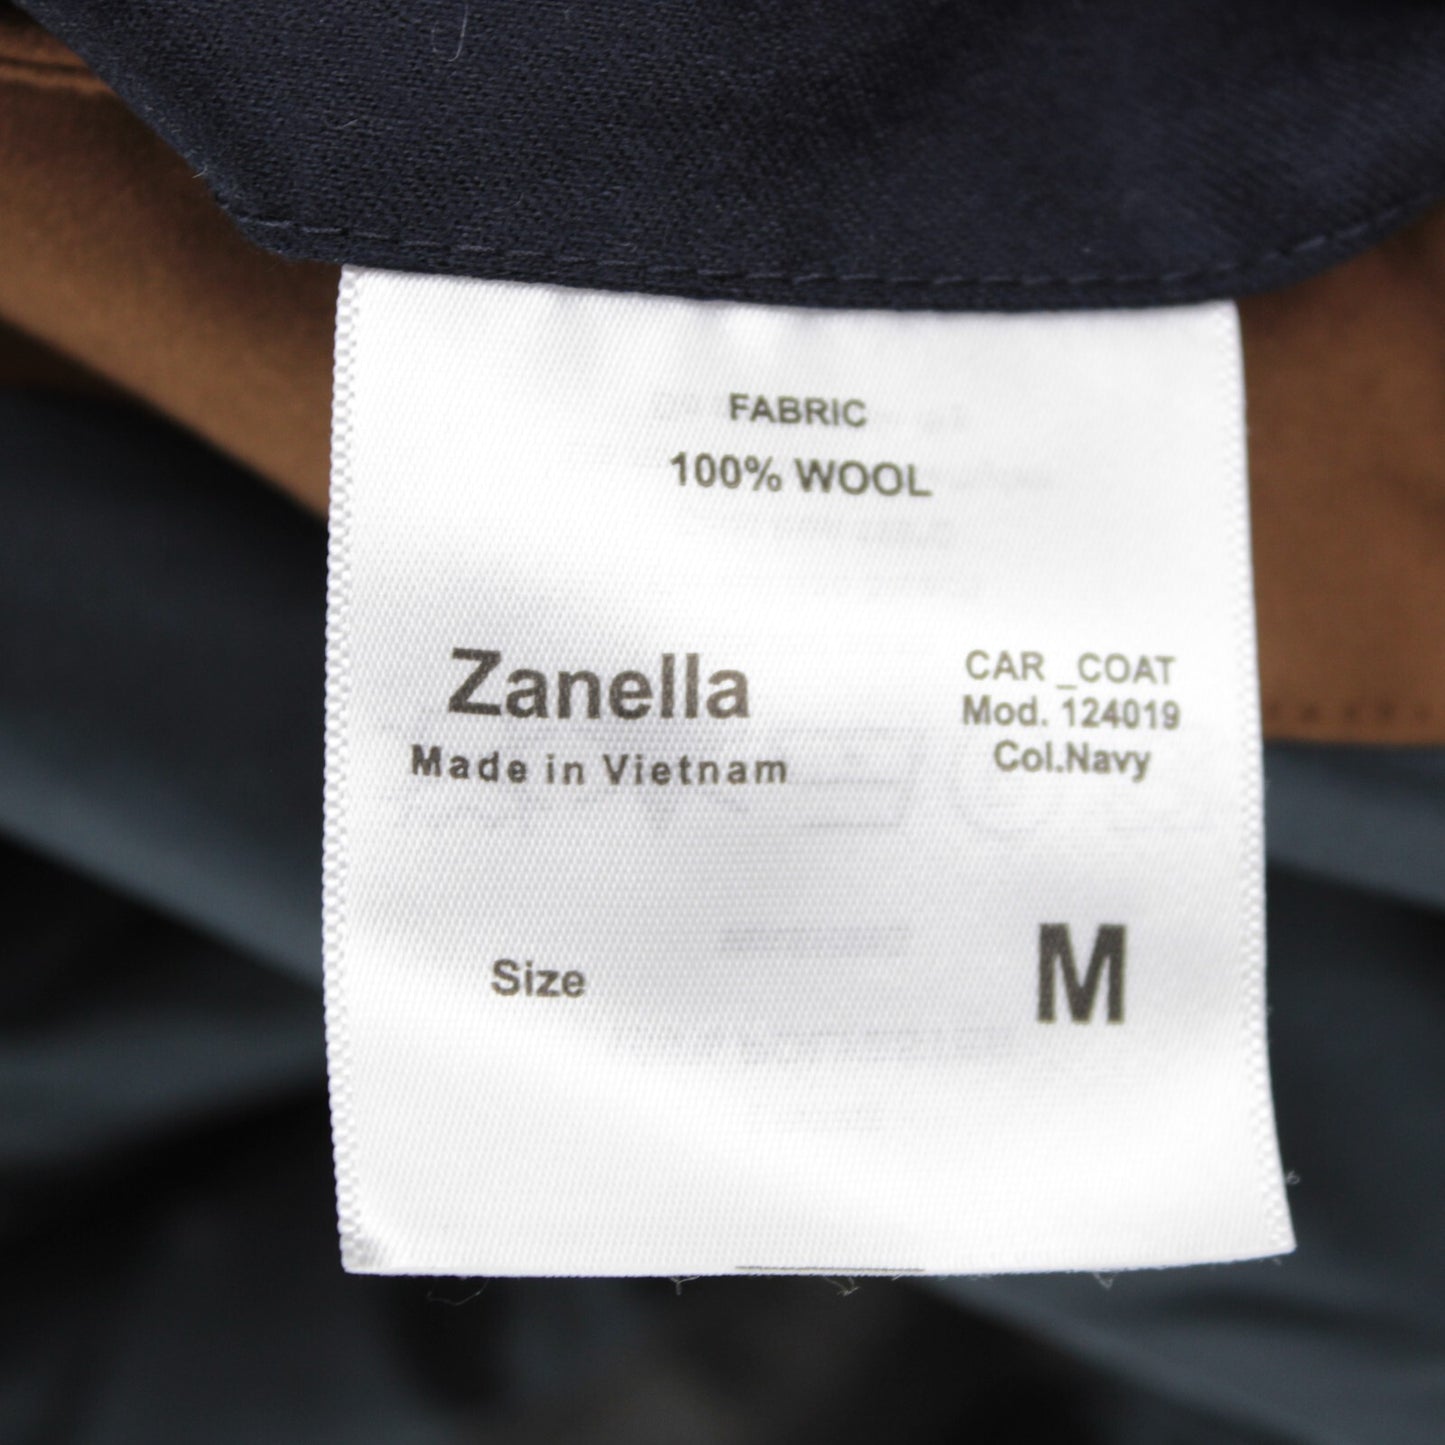 FABRIC
100% WOOL
Zanella
Made in Vietnam
CAR _COAT
Mod. 124019
Col.Navy
Size
M